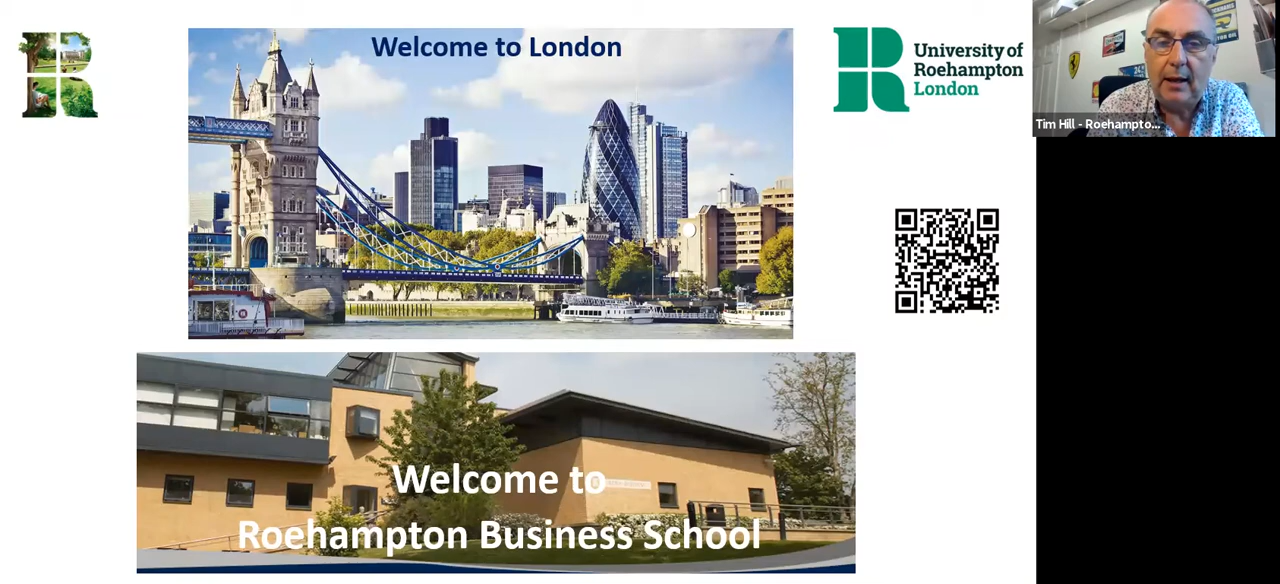 Welcome to London
University of
Roehampton
London
Tim Hill - Roehampto...
Welcome to
Roehampton Business School